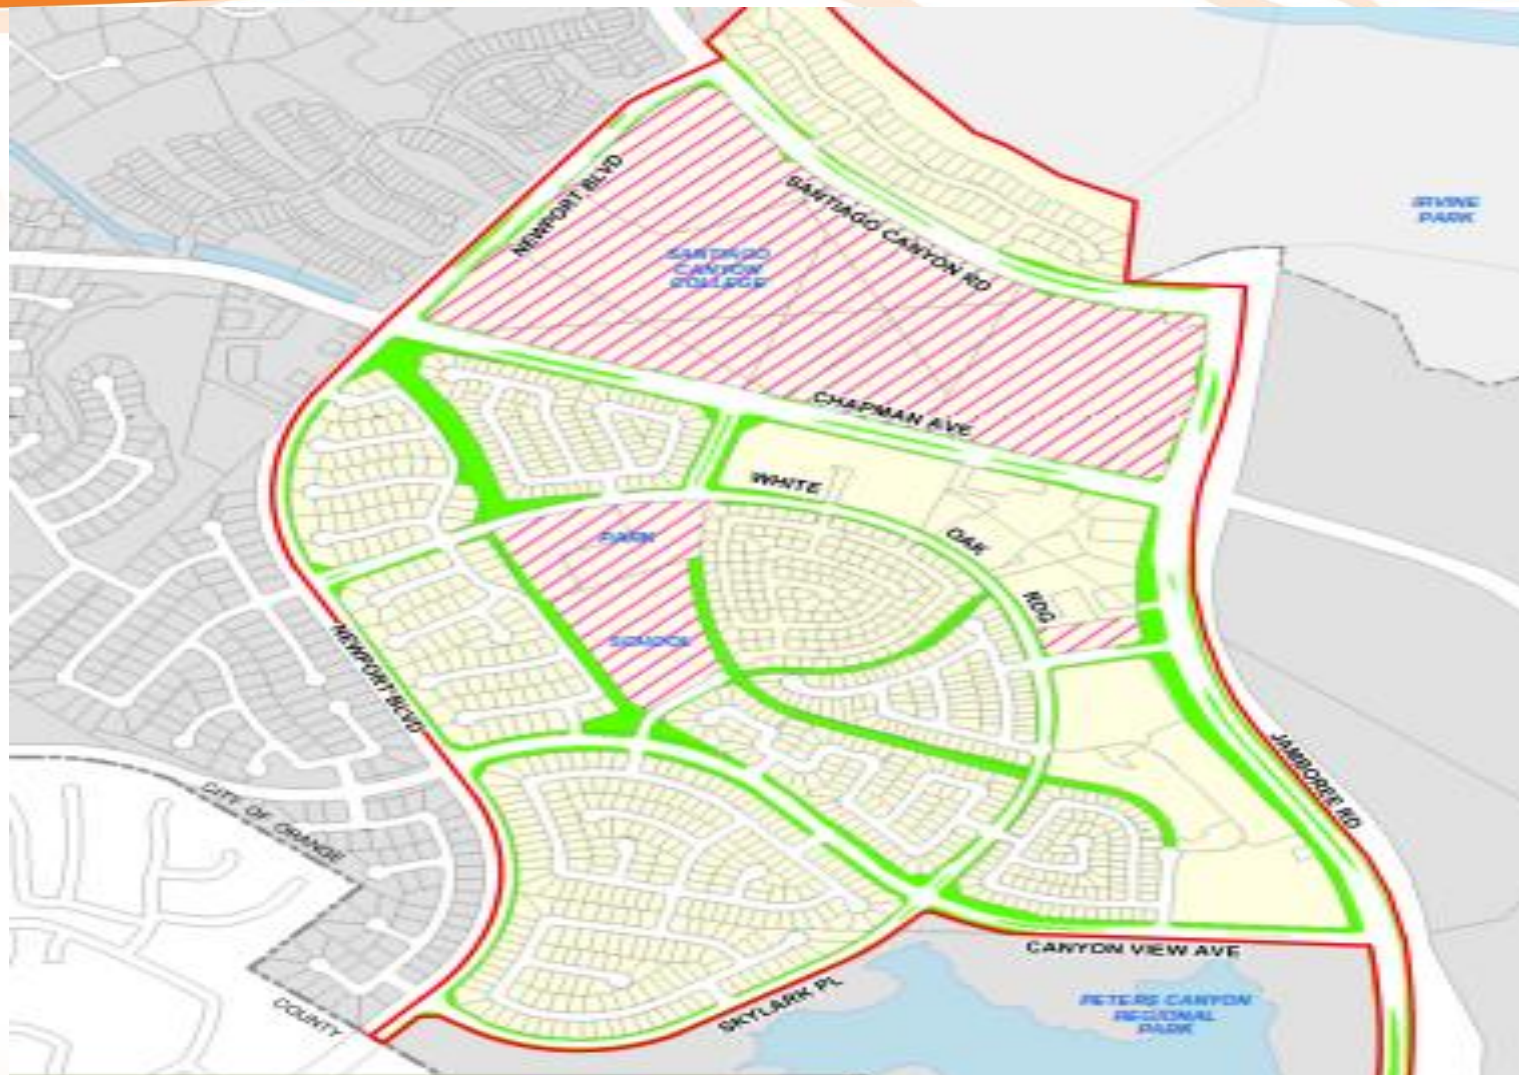 NEWPORT BLVD
SANTIAGO CANYON RD
IRVINE
PARK
SANTIAGO
CANYON
COLLEGE
CHAPMAN AVE
WHITE
OAK
RDG
PARK
SCHOOL
NEWPORT BLVD
JAMBOREE RD
CITY OF ORANGE
COUNTY
SKYLARK PL
CANYON VIEW AVE
PETERS CANYON
REGIONAL
PARK